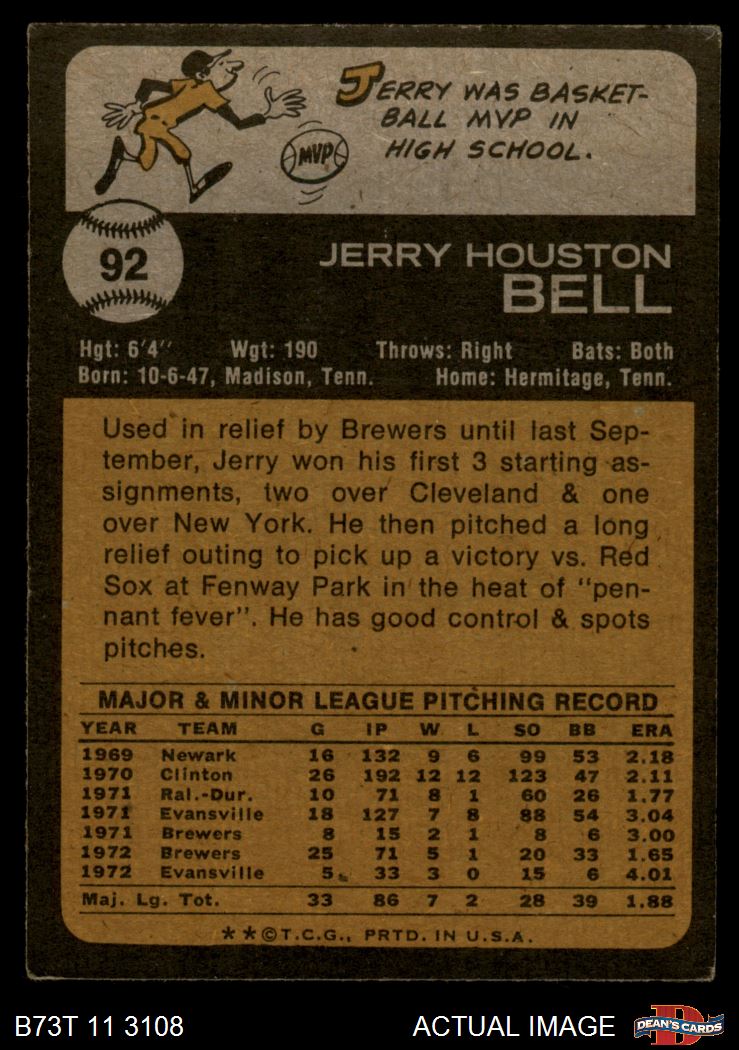 JERRY WAS BASKET-
BALL MVP IN
HIGH SCHOOL.
MVP
92
JERRY HOUSTON
BELL
Hgt: 6'4" Wgt: 190 Throws: Right Bats: Both
Born: 10-6-47, Madison, Tenn. Home: Hermitage, Tenn.
Used in relief by Brewers until last Sep-
tember, Jerry won his first 3 starting as-
signments, two over Cleveland & one
over New York. He then pitched a long
relief outing to pick up a victory vs. Red
Sox at Fenway Park in the heat of "pen-
nant fever". He has good control & spots
pitches.
MAJOR & MINOR LEAGUE PITCHING RECORD
YEAR TEAM G IP W L SO BB ERA
1969 Newark 16 132 9 6 99 53 2.18
1970 Clinton 26 192 12 12 123 47 2.11
1971 Ral.-Dur. 10 71 8 1 60 26 1.77
1971 Evansville 18 127 7 8 88 54 3.04
1971 Brewers 8 15 2 1 8 6 3.00
1972 Brewers 25 71 5 1 20 33 1.65
1972 Evansville 5 33 3 0 15 6 4.01
Maj. Lg. Tot. 33 86 7 2 28 39 1.88
**©T.C.G., PRTD. IN U.S.A.
B73T 11 3108 ACTUAL IMAGE D DEAN'S CARDS